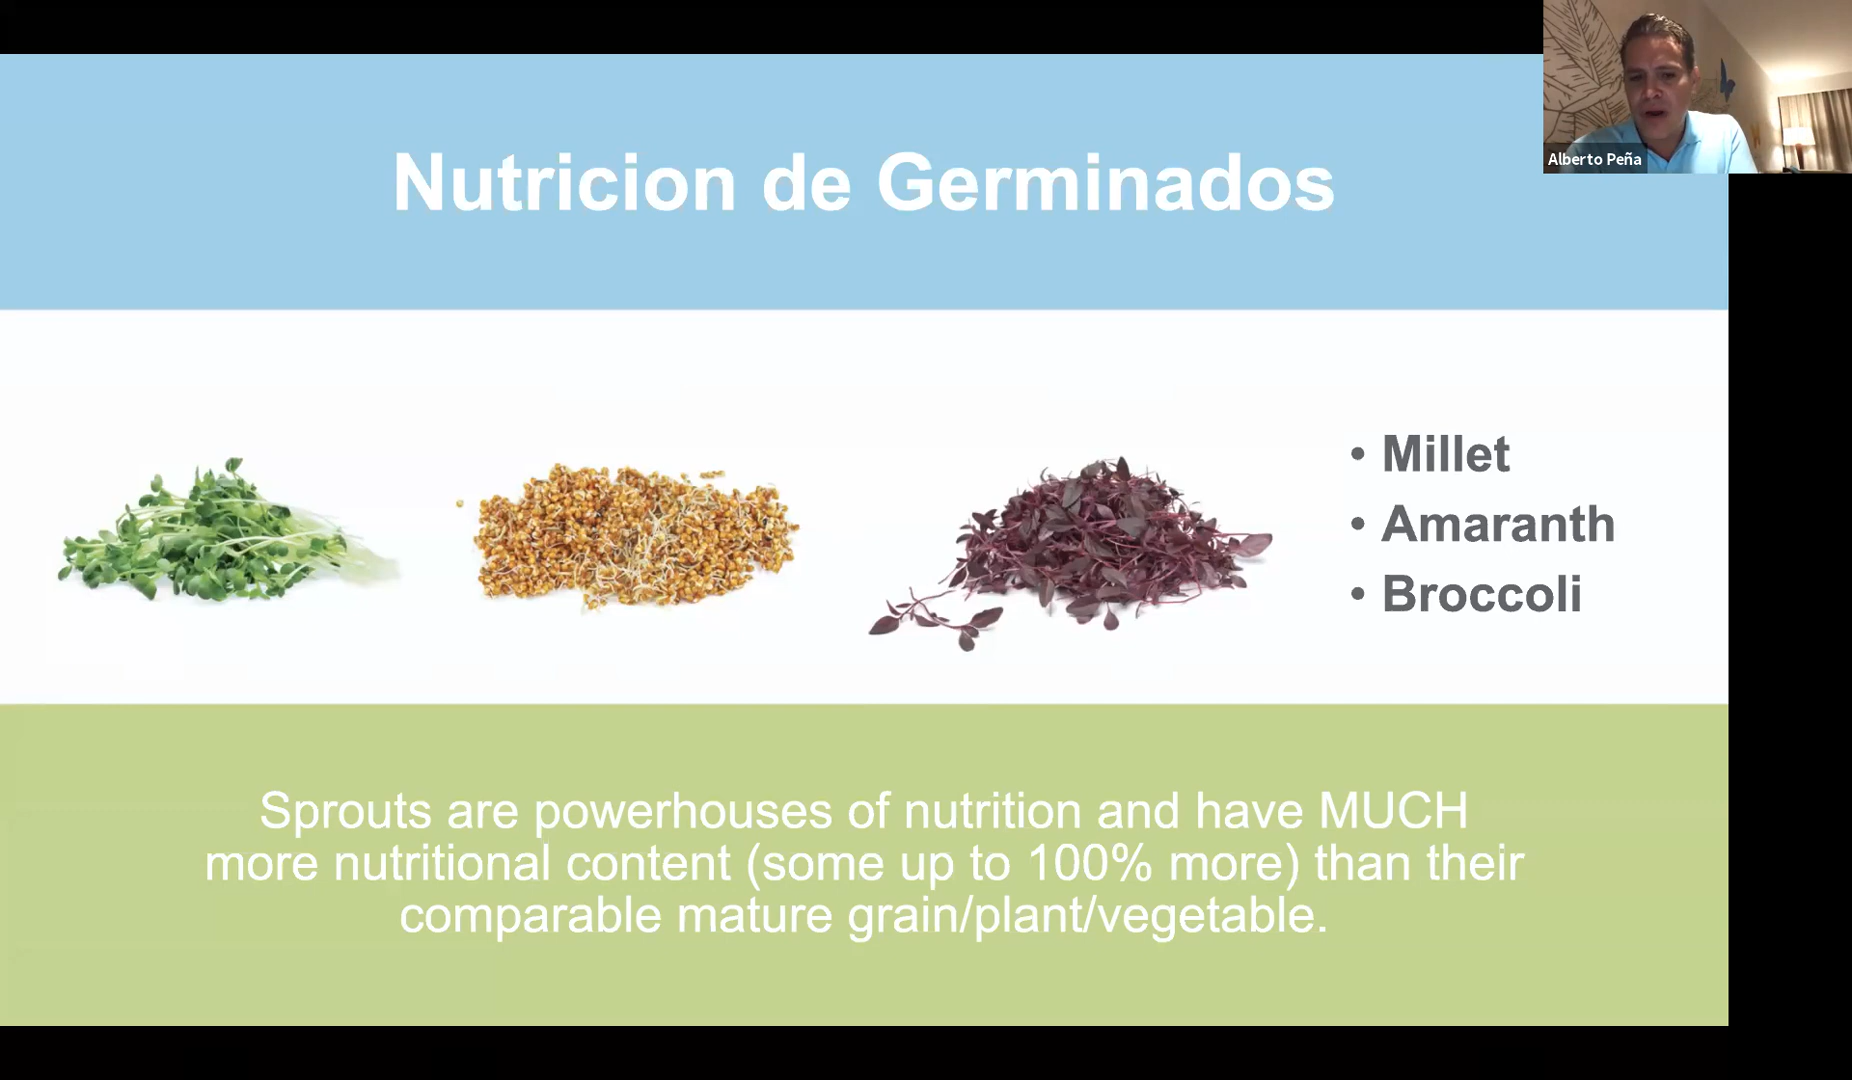 Alberto Peña
Nutricion de Germinados
• Millet
• Amaranth
• Broccoli
Sprouts are powerhouses of nutrition and have MUCH
more nutritional content (some up to 100% more) than their
comparable mature grain/plant/vegetable.